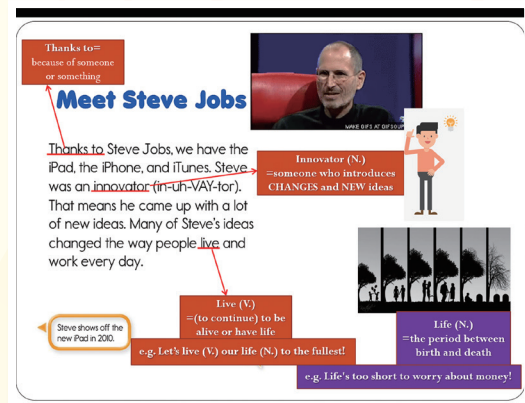 Thanks to=
because of someone
or something
Meet Steve Jobs
MAKE GIFS AT GIFSOUP
Thanks to Steve Jobs, we have the
iPad, the iPhone, and iTunes. Steve
was an innovator (in-uh-VAY-tor).
That means he came up with a lot
of new ideas. Many of Steve's ideas
changed the way people live and
work every day.
Innovator (N.)
=someone who introduces
CHANGES and NEW ideas
Steve shows off the
new iPad in 2010.
Live (V.)
=(to continue) to be
alive or have life
e.g. Let's live (V.) our life (N.) to the fullest!
Life (N.)
=the period between
birth and death
e.g. Life's too short to worry about money!